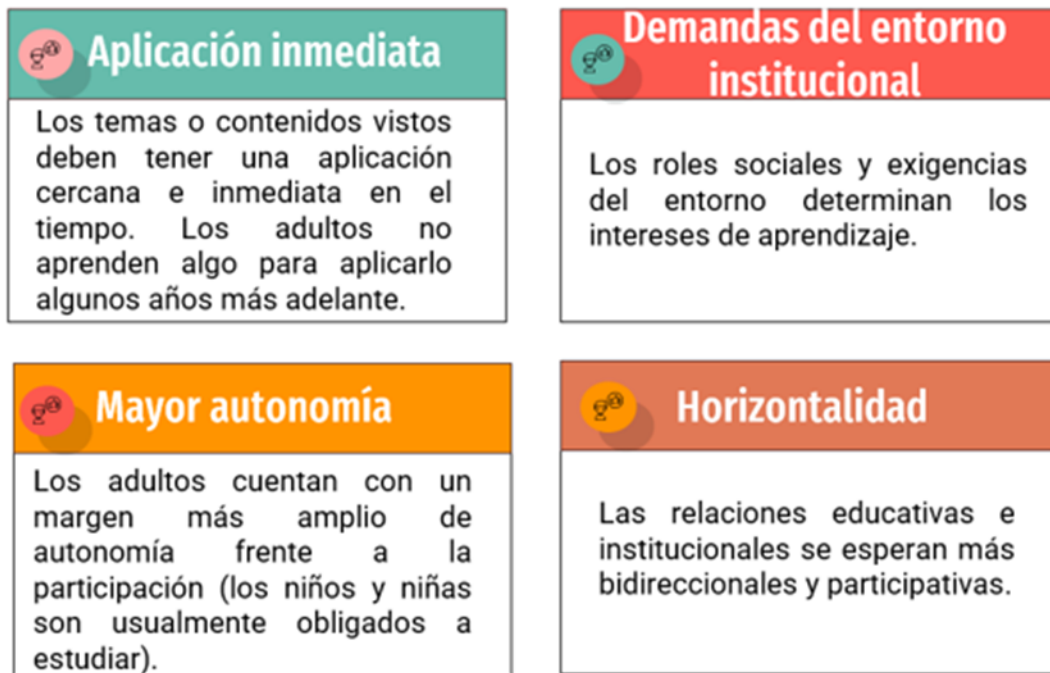 Aplicación inmediata
Los temas o contenidos vistos
deben tener una aplicación
cercana e inmediata en el
tiempo. Los adultos no
aprenden algo para aplicarlo
algunos años más adelante.
Demandas del entorno
institucional
Los roles sociales y exigencias
del entorno determinan los
intereses de aprendizaje.
Mayor autonomía
Los adultos cuentan con un
margen más amplio de
autonomía frente a la
participación (los niños y niñas
son usualmente obligados a
estudiar).
Horizontalidad
Las relaciones educativas e
institucionales se esperan más
bidireccionales y participativas.